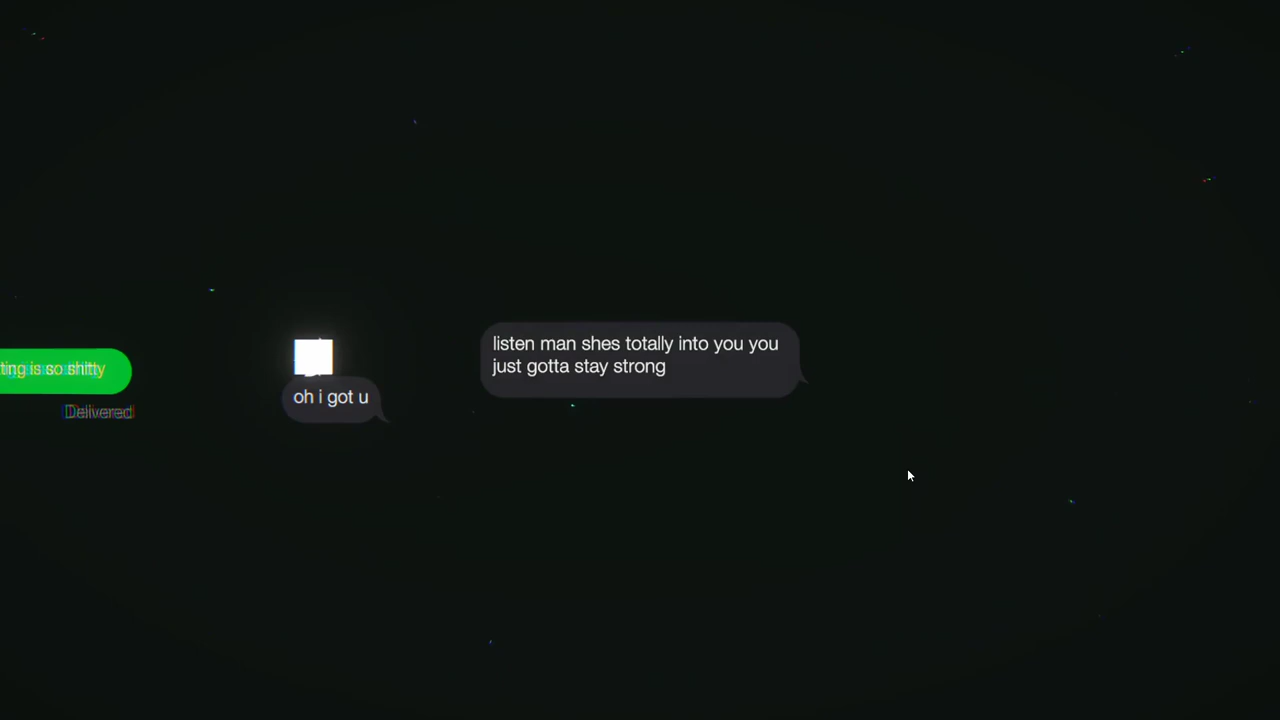 ting is so shitty
Delivered
oh i got u
listen man shes totally into you you
just gotta stay strong